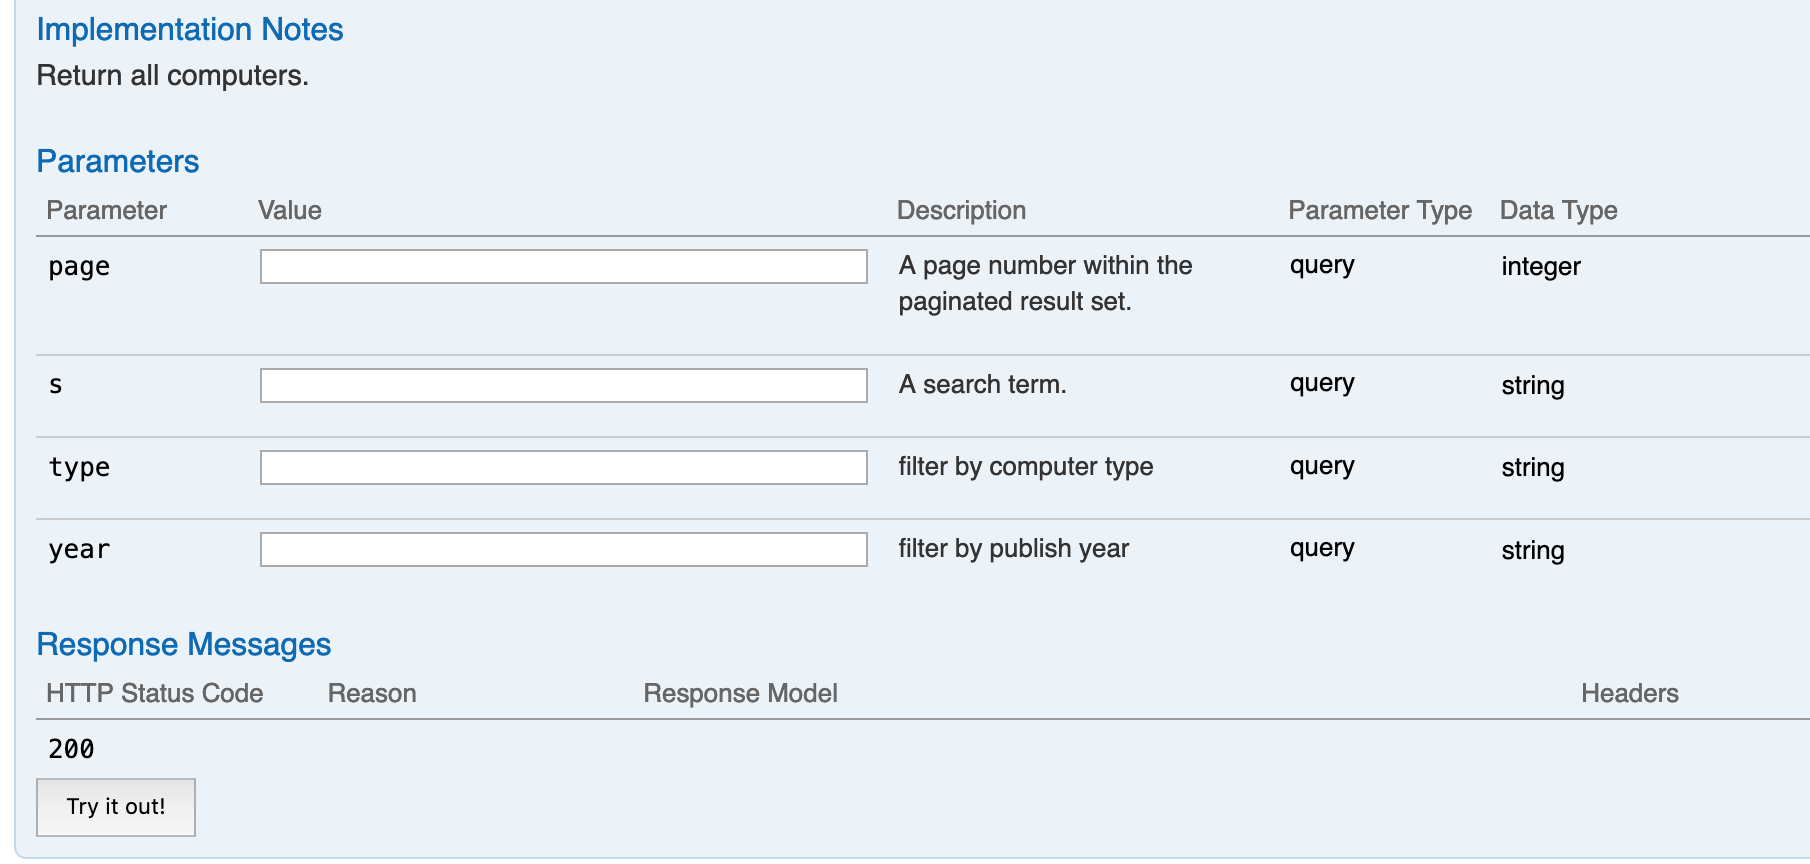 Implementation Notes
Return all computers.
Parameters
Parameter Value Description Parameter Type Data Type
page A page number within the query integer
paginated result set.
s A search term. query string
type filter by computer type query string
year filter by publish year query string
Response Messages
HTTP Status Code Reason Response Model Headers
200
Try it out!